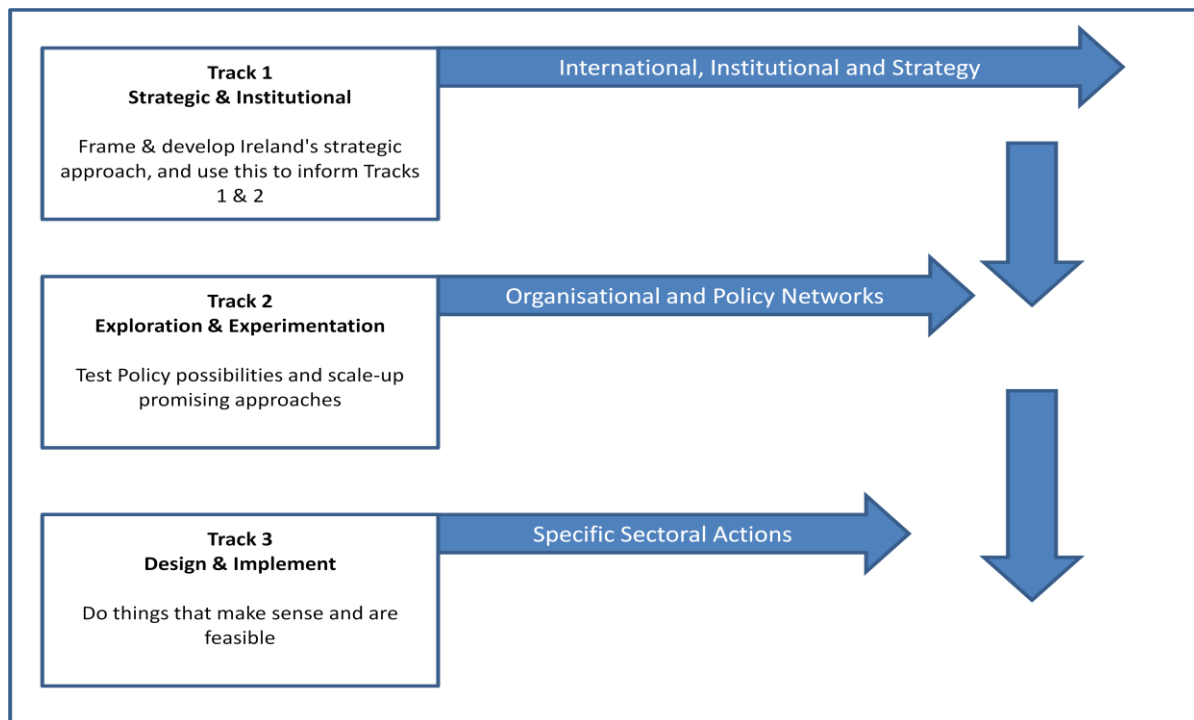 Track 1
Strategic & Institutional
Frame & develop Ireland's strategic
approach, and use this to inform Tracks
1 & 2
International, Institutional and Strategy
Track 2
Exploration & Experimentation
Test Policy possibilities and scale-up
promising approaches
Organisational and Policy Networks
Track 3
Design & Implement
Do things that make sense and are
feasible
Specific Sectoral Actions